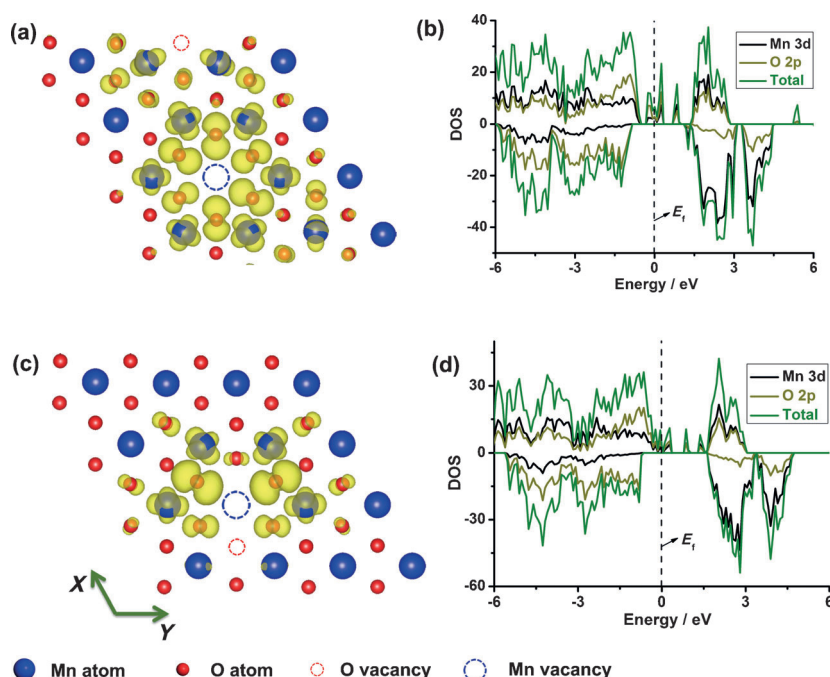 (a)
(b)
40
20
0
-20
-40
DOS
Mn 3d
O 2p
Total
Ef
-6 -3 0 3 6
Energy / eV
(c)
(d)
30
0
-30
-60
DOS
Mn 3d
O 2p
Total
Ef
-6 -3 0 3 6
Energy / eV
X
Y
Mn atom O atom O vacancy Mn vacancy